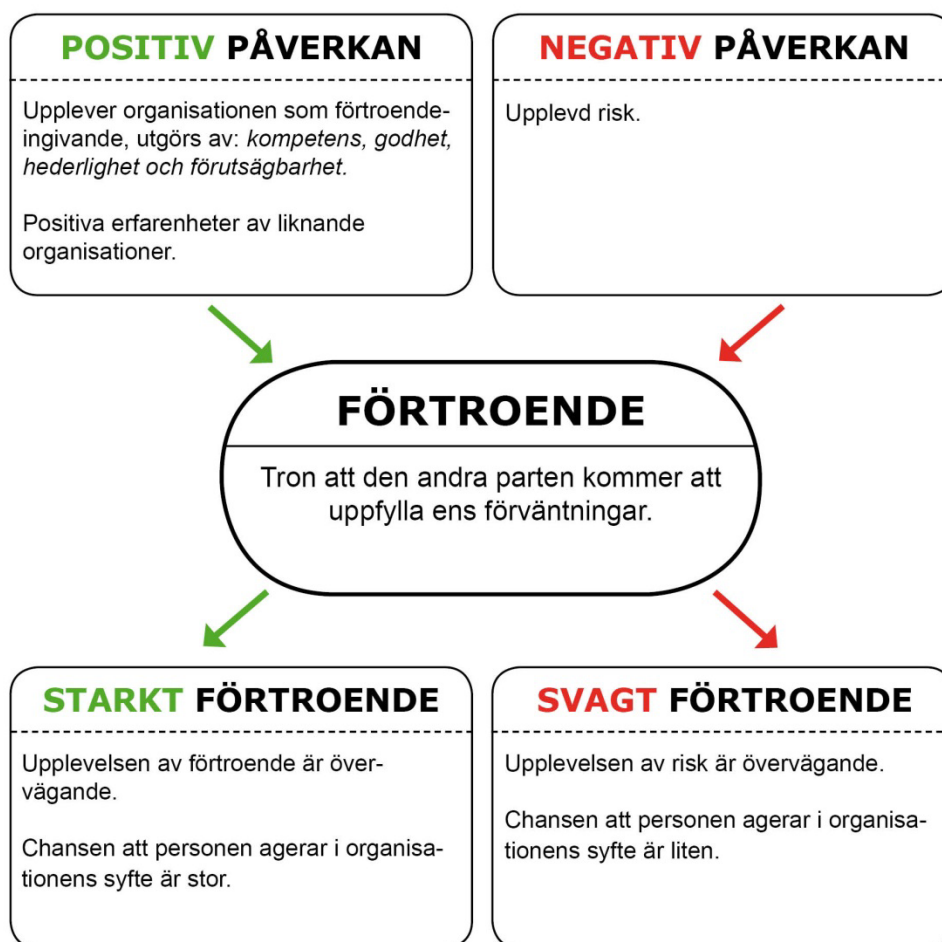 POSITIV PÅVERKAN
Upplever organisationen som förtroende-
ingivande, utgörs av: kompetens, godhet,
hederlighet och förutsägbarhet.
Positiva erfarenheter av liknande
organisationer.
NEGATIV PÅVERKAN
Upplevd risk.
FÖRTROENDE
Tron att den andra parten kommer att
uppfylla ens förväntningar.
STARKT FÖRTROENDE
Upplevelsen av förtroende är över-
vägande.
Chansen att personen agerar i organisa-
tionens syfte är stor.
SVAGT FÖRTROENDE
Upplevelsen av risk är övervägande.
Chansen att personen agerar i organisa-
tionens syfte är liten.